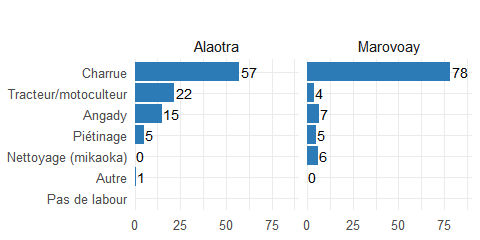 Alaotra Marovoay
Charrue 57 78
Tracteur/motoculteur 22 4
Angady 15 7
Piétinage 5 5
Nettoyage (mikaoka) 0 6
Autre 1 0
Pas de labour
0 25 50 75 0 25 50 75